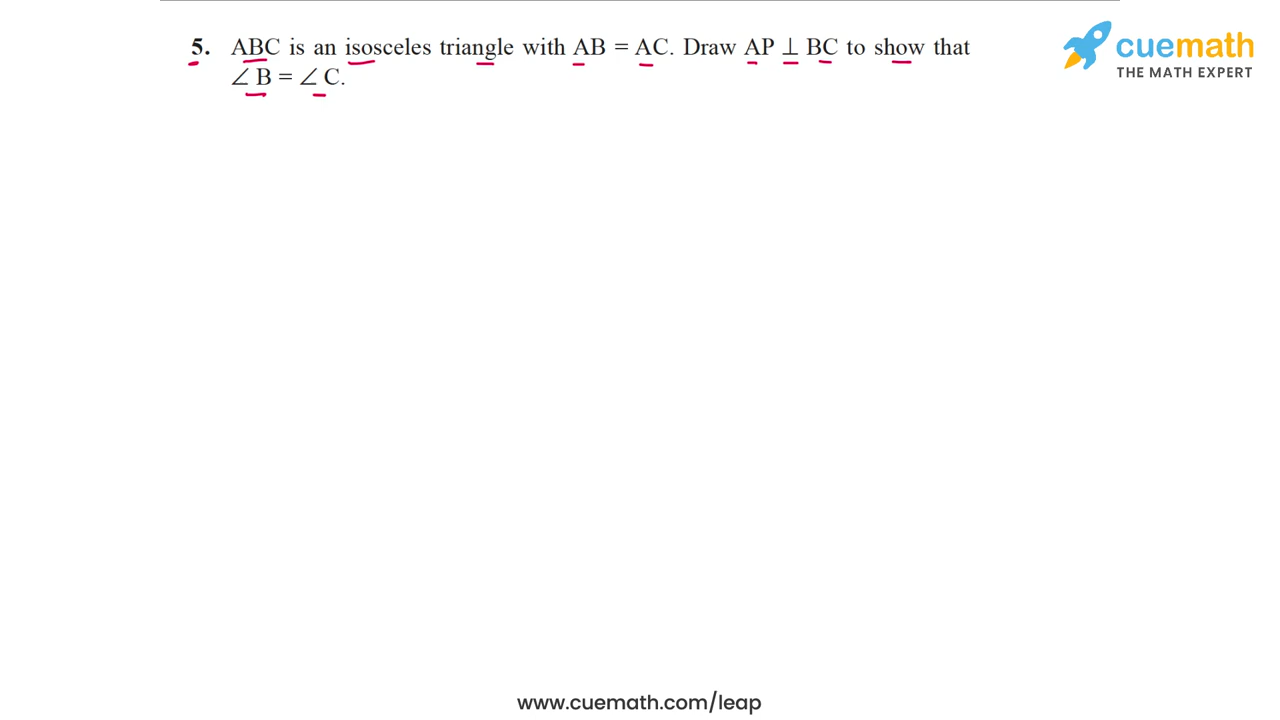 5. ABC is an isosceles triangle with AB = AC. Draw AP ⊥ BC to show that
∠ B = ∠ C.
cuemath
THE MATH EXPERT
www.cuemath.com/leap